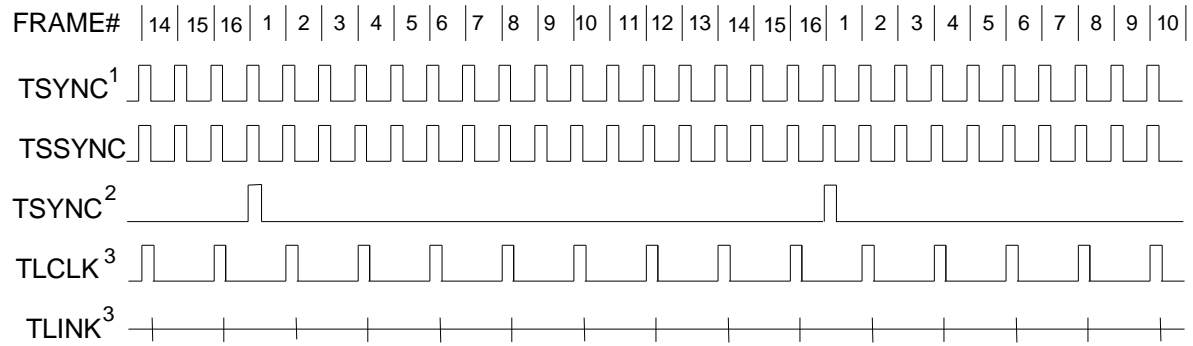 FRAME# 14 15 16 1 2 3 4 5 6 7 8 9 10 11 12 13 14 15 16 1 2 3 4 5 6 7 8 9 10
TSYNC¹
TSSYNC
TSYNC²
TLCLK³
TLINK³